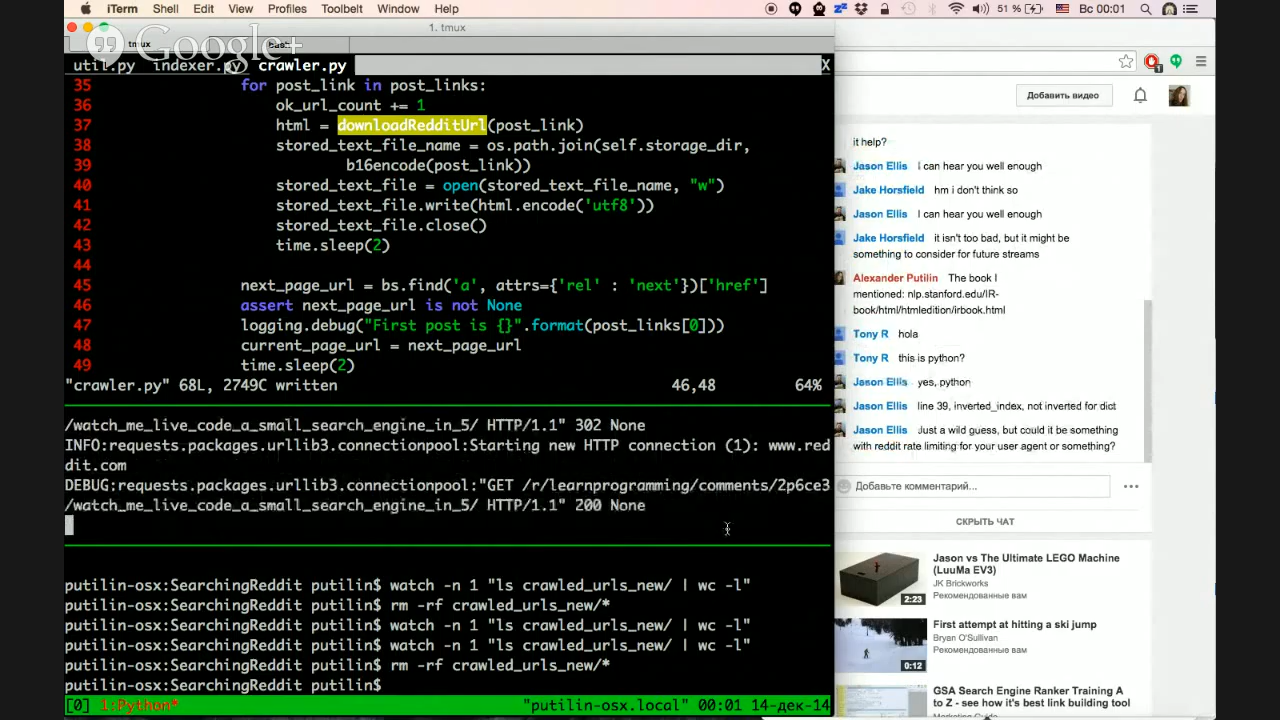 iTerm Shell Edit View Profiles Toolbelt Window Help 51 % Вс 00:01
1. tmux
Google+
tmux
util.py indexer.py crawler.py X
35 for post_link in post_links:
36 ok_url_count += 1
37 html = downloadRedditUrl(post_link)
38 stored_text_file_name = os.path.join(self.storage_dir,
39 b16encode(post_link))
40 stored_text_file = open(stored_text_file_name, "w")
41 stored_text_file.write(html.encode('utf8'))
42 stored_text_file.close()
43 time.sleep(2)
44
45 next_page_url = bs.find('a', attrs={'rel' : 'next'})['href']
46 assert next_page_url is not None
47 logging.debug("First post is {}".format(post_links[0]))
48 current_page_url = next_page_url
49 time.sleep(2)
"crawler.py" 68L, 2749C written 46,48 64%
/watch_me_live_code_a_small_search_engine_in_5/ HTTP/1.1" 302 None
INFO:requests.packages.urllib3.connectionpool:Starting new HTTP connection (1): www.red
dit.com
DEBUG:requests.packages.urllib3.connectionpool:"GET /r/learnprogramming/comments/2p6ce3
/watch_me_live_code_a_small_search_engine_in_5/ HTTP/1.1" 200 None
putilin-osx:SearchingReddit putilin$ watch -n 1 "ls crawled_urls_new/ | wc -l"
putilin-osx:SearchingReddit putilin$ rm -rf crawled_urls_new/*
putilin-osx:SearchingReddit putilin$ watch -n 1 "ls crawled_urls_new/ | wc -l"
putilin-osx:SearchingReddit putilin$ watch -n 1 "ls crawled_urls_new/ | wc -l"
putilin-osx:SearchingReddit putilin$ rm -rf crawled_urls_new/*
putilin-osx:SearchingReddit putilin$
[0] 1:Python* "putilin-osx.local" 00:01 14-дек-14
Добавить видео
it help?
Jason Ellis I can hear you well enough
Jake Horsfield hm i don't think so
Jason Ellis I can hear you well enough
Jake Horsfield it isn't too bad, but it might be
something to consider for future streams
Alexander Putilin The book I
mentioned: nlp.stanford.edu/IR-
book/html/htmledition/irbook.html
Tony R hola
Tony R this is python?
Jason Ellis yes, python
Jason Ellis line 39, inverted_index, not inverted for dict
Jason Ellis Just a wild guess, but could it be something
with reddit rate limiting for your user agent or something?
Добавьте комментарий...
СКРЫТЬ ЧАТ
Jason vs The Ultimate LEGO Machine
(LuuMa EV3)
JK Brickworks
Рекомендованные вам
2:23
First attempt at hitting a ski jump
Bryan O'Sullivan
Рекомендованные вам
0:12
GSA Search Engine Ranker Training A
to Z - see how it's best link building tool